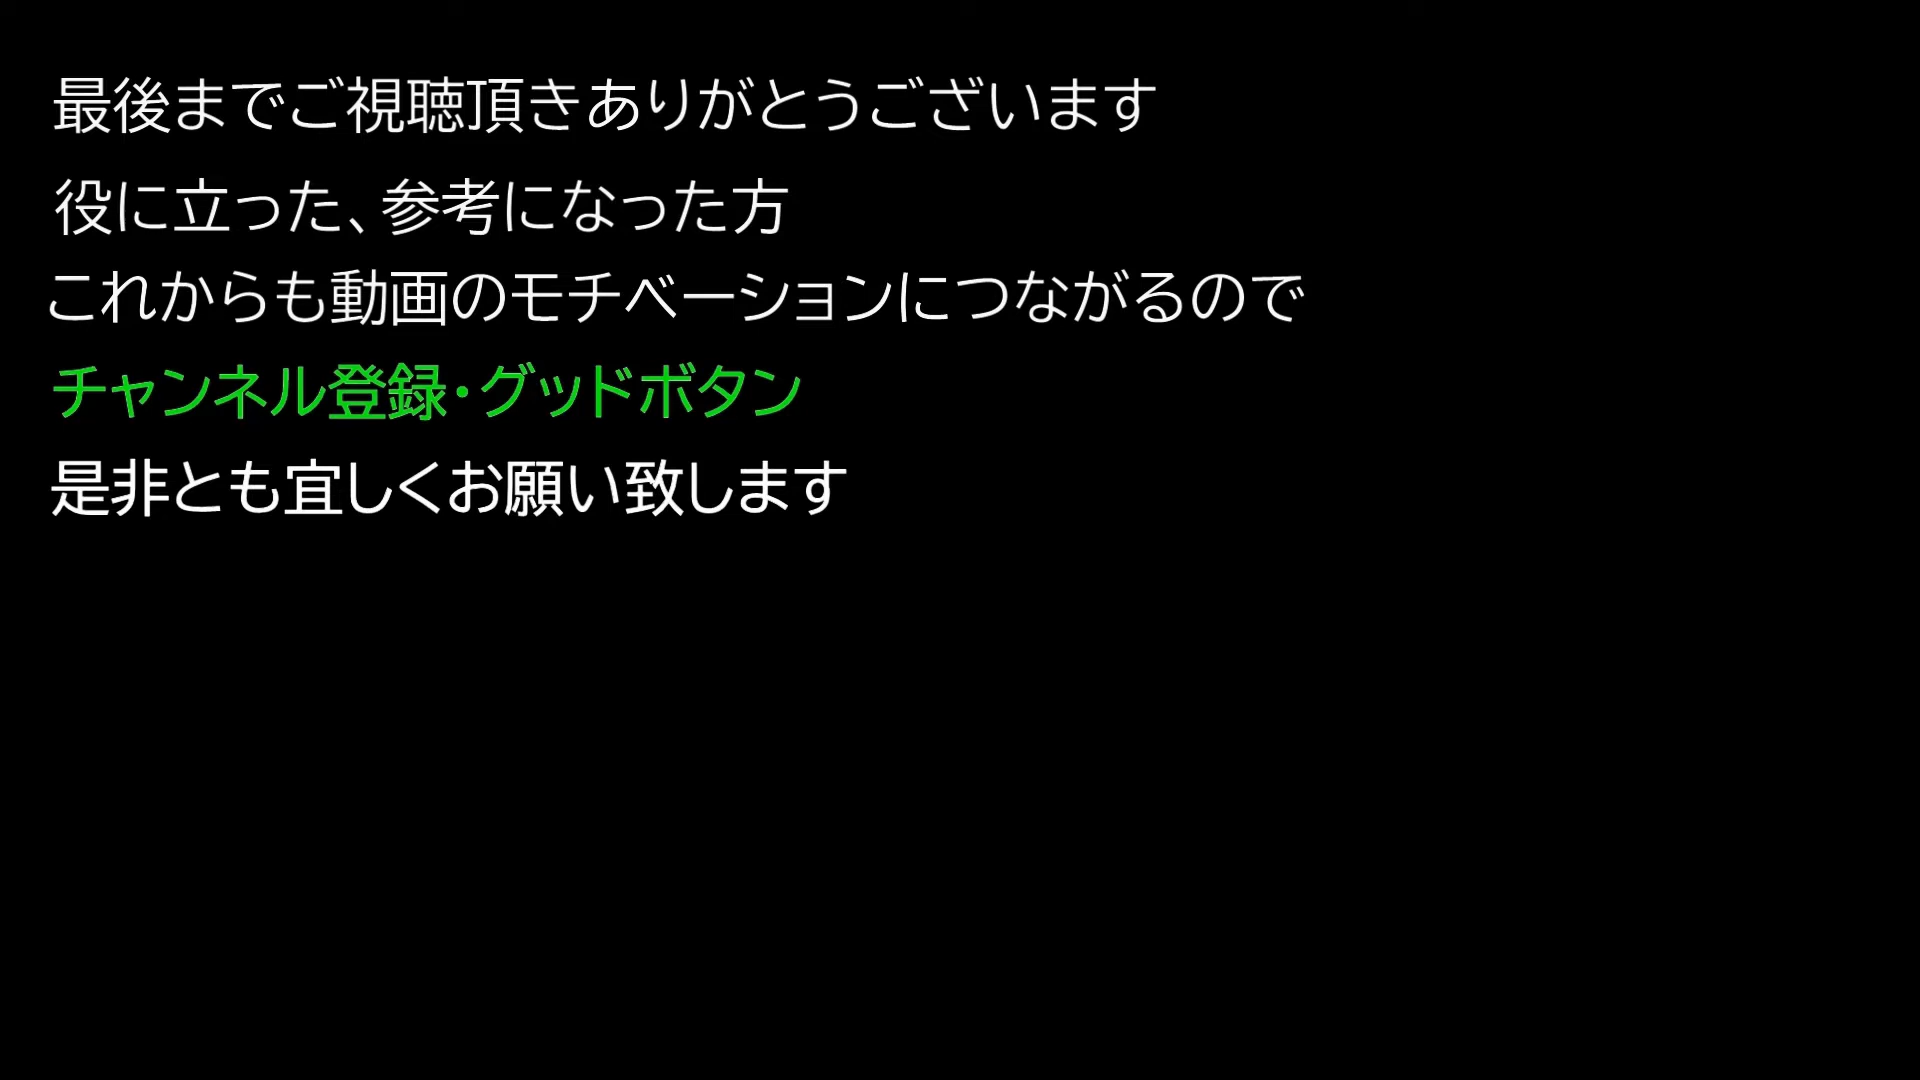 最後までご視聴頂きありがとうございます
役に立った、参考になった方
これからも動画のモチベーションにつながるので
チャンネル登録・グッドボタン
是非とも宜しくお願い致します